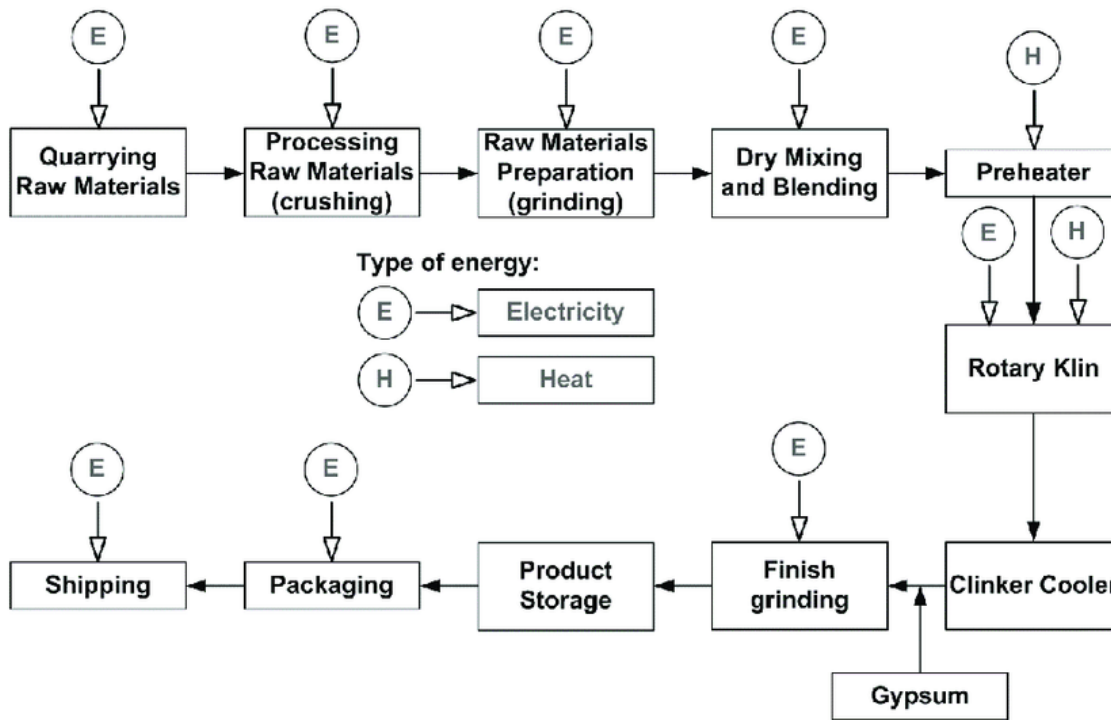 E
E
E
E
H
Quarrying
Raw Materials
Processing
Raw Materials
(crushing)
Raw Materials
Preparation
(grinding)
Dry Mixing
and Blending
Preheater
E
H
Type of energy:
E
Electricity
H
Heat
Rotary Klin
E
E
E
Shipping
Packaging
Product
Storage
Finish
grinding
Clinker Cooler
Gypsum